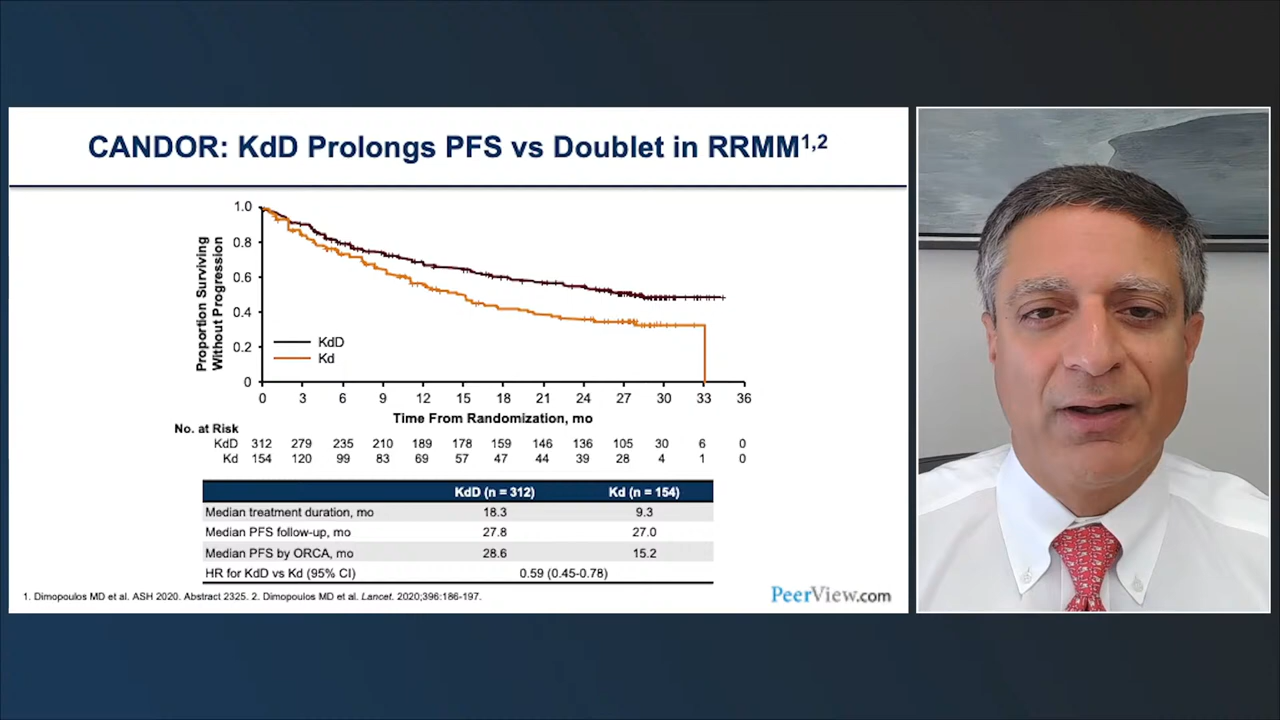 CANDOR: KdD Prolongs PFS vs Doublet in RRMM1,2
Proportion Surviving
Without Progression
1.0
0.8
0.6
0.4
0.2
0
KdD
Kd
0 3 6 9 12 15 18 21 24 27 30 33 36
Time From Randomization, mo
No. at Risk
KdD 312 279 235 210 189 178 159 146 136 105 30 6 0
Kd 154 120 99 83 69 57 47 44 39 28 4 1 0
KdD (n = 312) Kd (n = 154)
Median treatment duration, mo 18.3 9.3
Median PFS follow-up, mo 27.8 27.0
Median PFS by ORCA, mo 28.6 15.2
HR for KdD vs Kd (95% CI) 0.59 (0.45-0.78)
1. Dimopoulos MD et al. ASH 2020. Abstract 2325. 2. Dimopoulos MD et al. Lancet. 2020;396:186-197.
PeerView.com